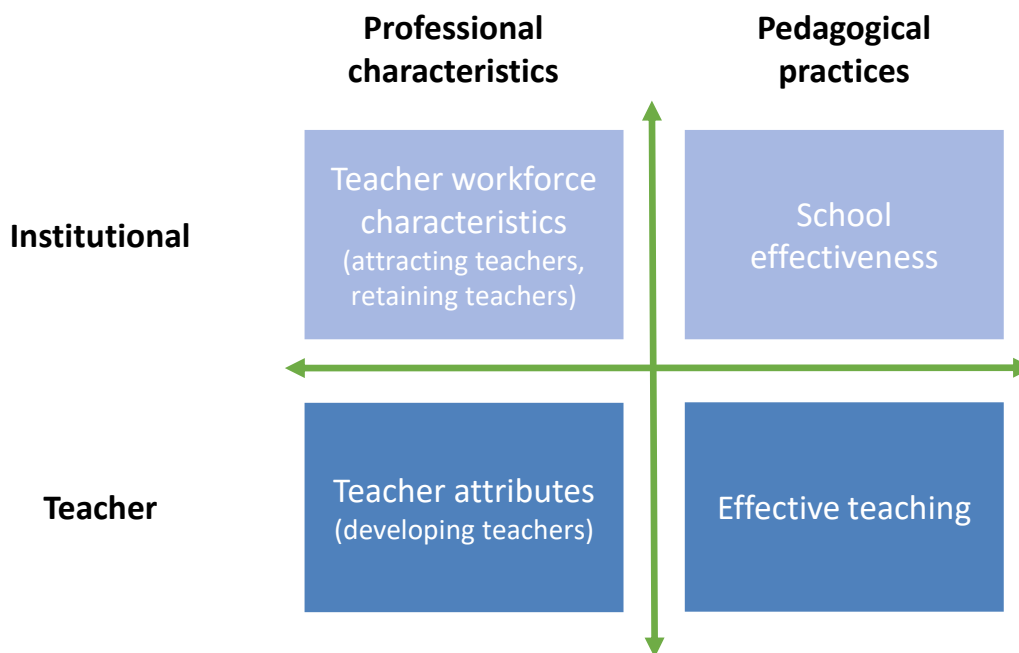 Professional
characteristics
Pedagogical
practices
Institutional
Teacher workforce
characteristics
(attracting teachers,
retaining teachers)
School
effectiveness
Teacher
Teacher attributes
(developing teachers)
Effective teaching